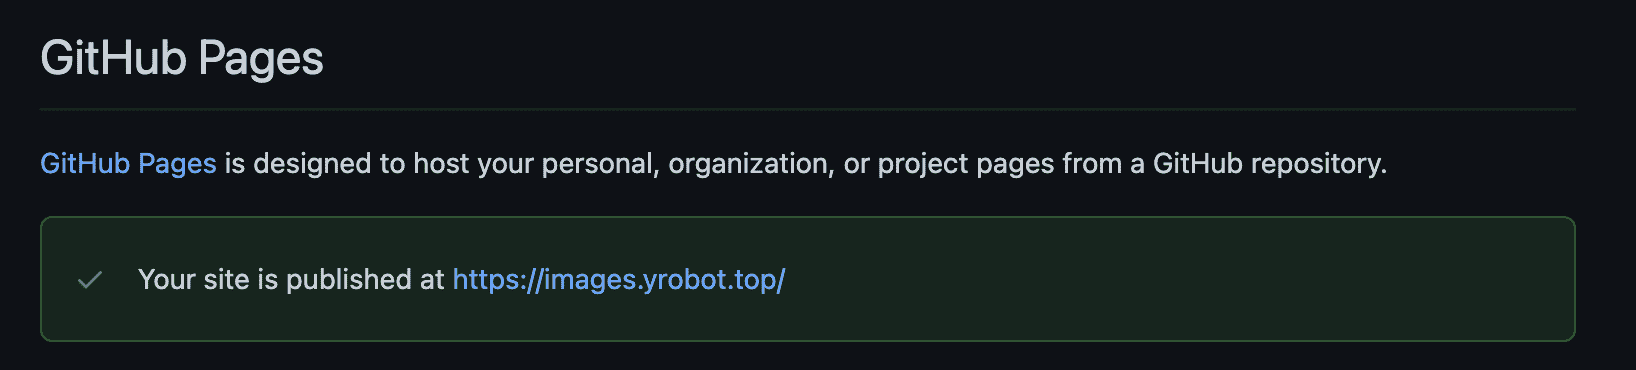 GitHub Pages
GitHub Pages is designed to host your personal, organization, or project pages from a GitHub repository.
Your site is published at https://images.yrobot.top/